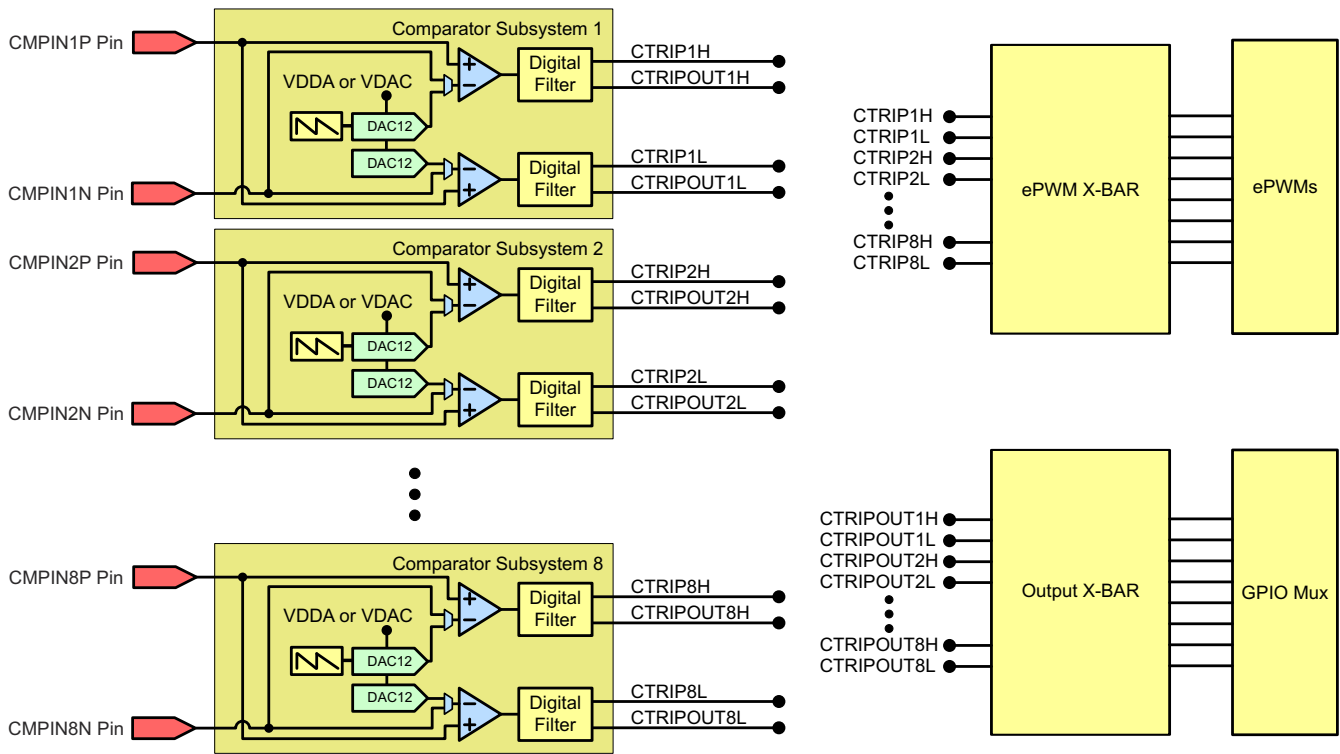 Comparator Subsystem 1
CMPIN1P Pin
VDDA or VDAC
DAC12
DAC12
Digital
Filter
CTRIP1H
CTRIPOUT1H
Digital
Filter
CTRIP1L
CTRIPOUT1L
CMPIN1N Pin
Comparator Subsystem 2
CMPIN2P Pin
VDDA or VDAC
DAC12
DAC12
Digital
Filter
CTRIP2H
CTRIPOUT2H
Digital
Filter
CTRIP2L
CTRIPOUT2L
CMPIN2N Pin
Comparator Subsystem 8
CMPIN8P Pin
VDDA or VDAC
DAC12
DAC12
Digital
Filter
CTRIP8H
CTRIPOUT8H
Digital
Filter
CTRIP8L
CTRIPOUT8L
CMPIN8N Pin
CTRIP1H
CTRIP1L
CTRIP2H
CTRIP2L
CTRIP8H
CTRIP8L
ePWM X-BAR
ePWMs
CTRIPOUT1H
CTRIPOUT1L
CTRIPOUT2H
CTRIPOUT2L
CTRIPOUT8H
CTRIPOUT8L
Output X-BAR
GPIO Mux